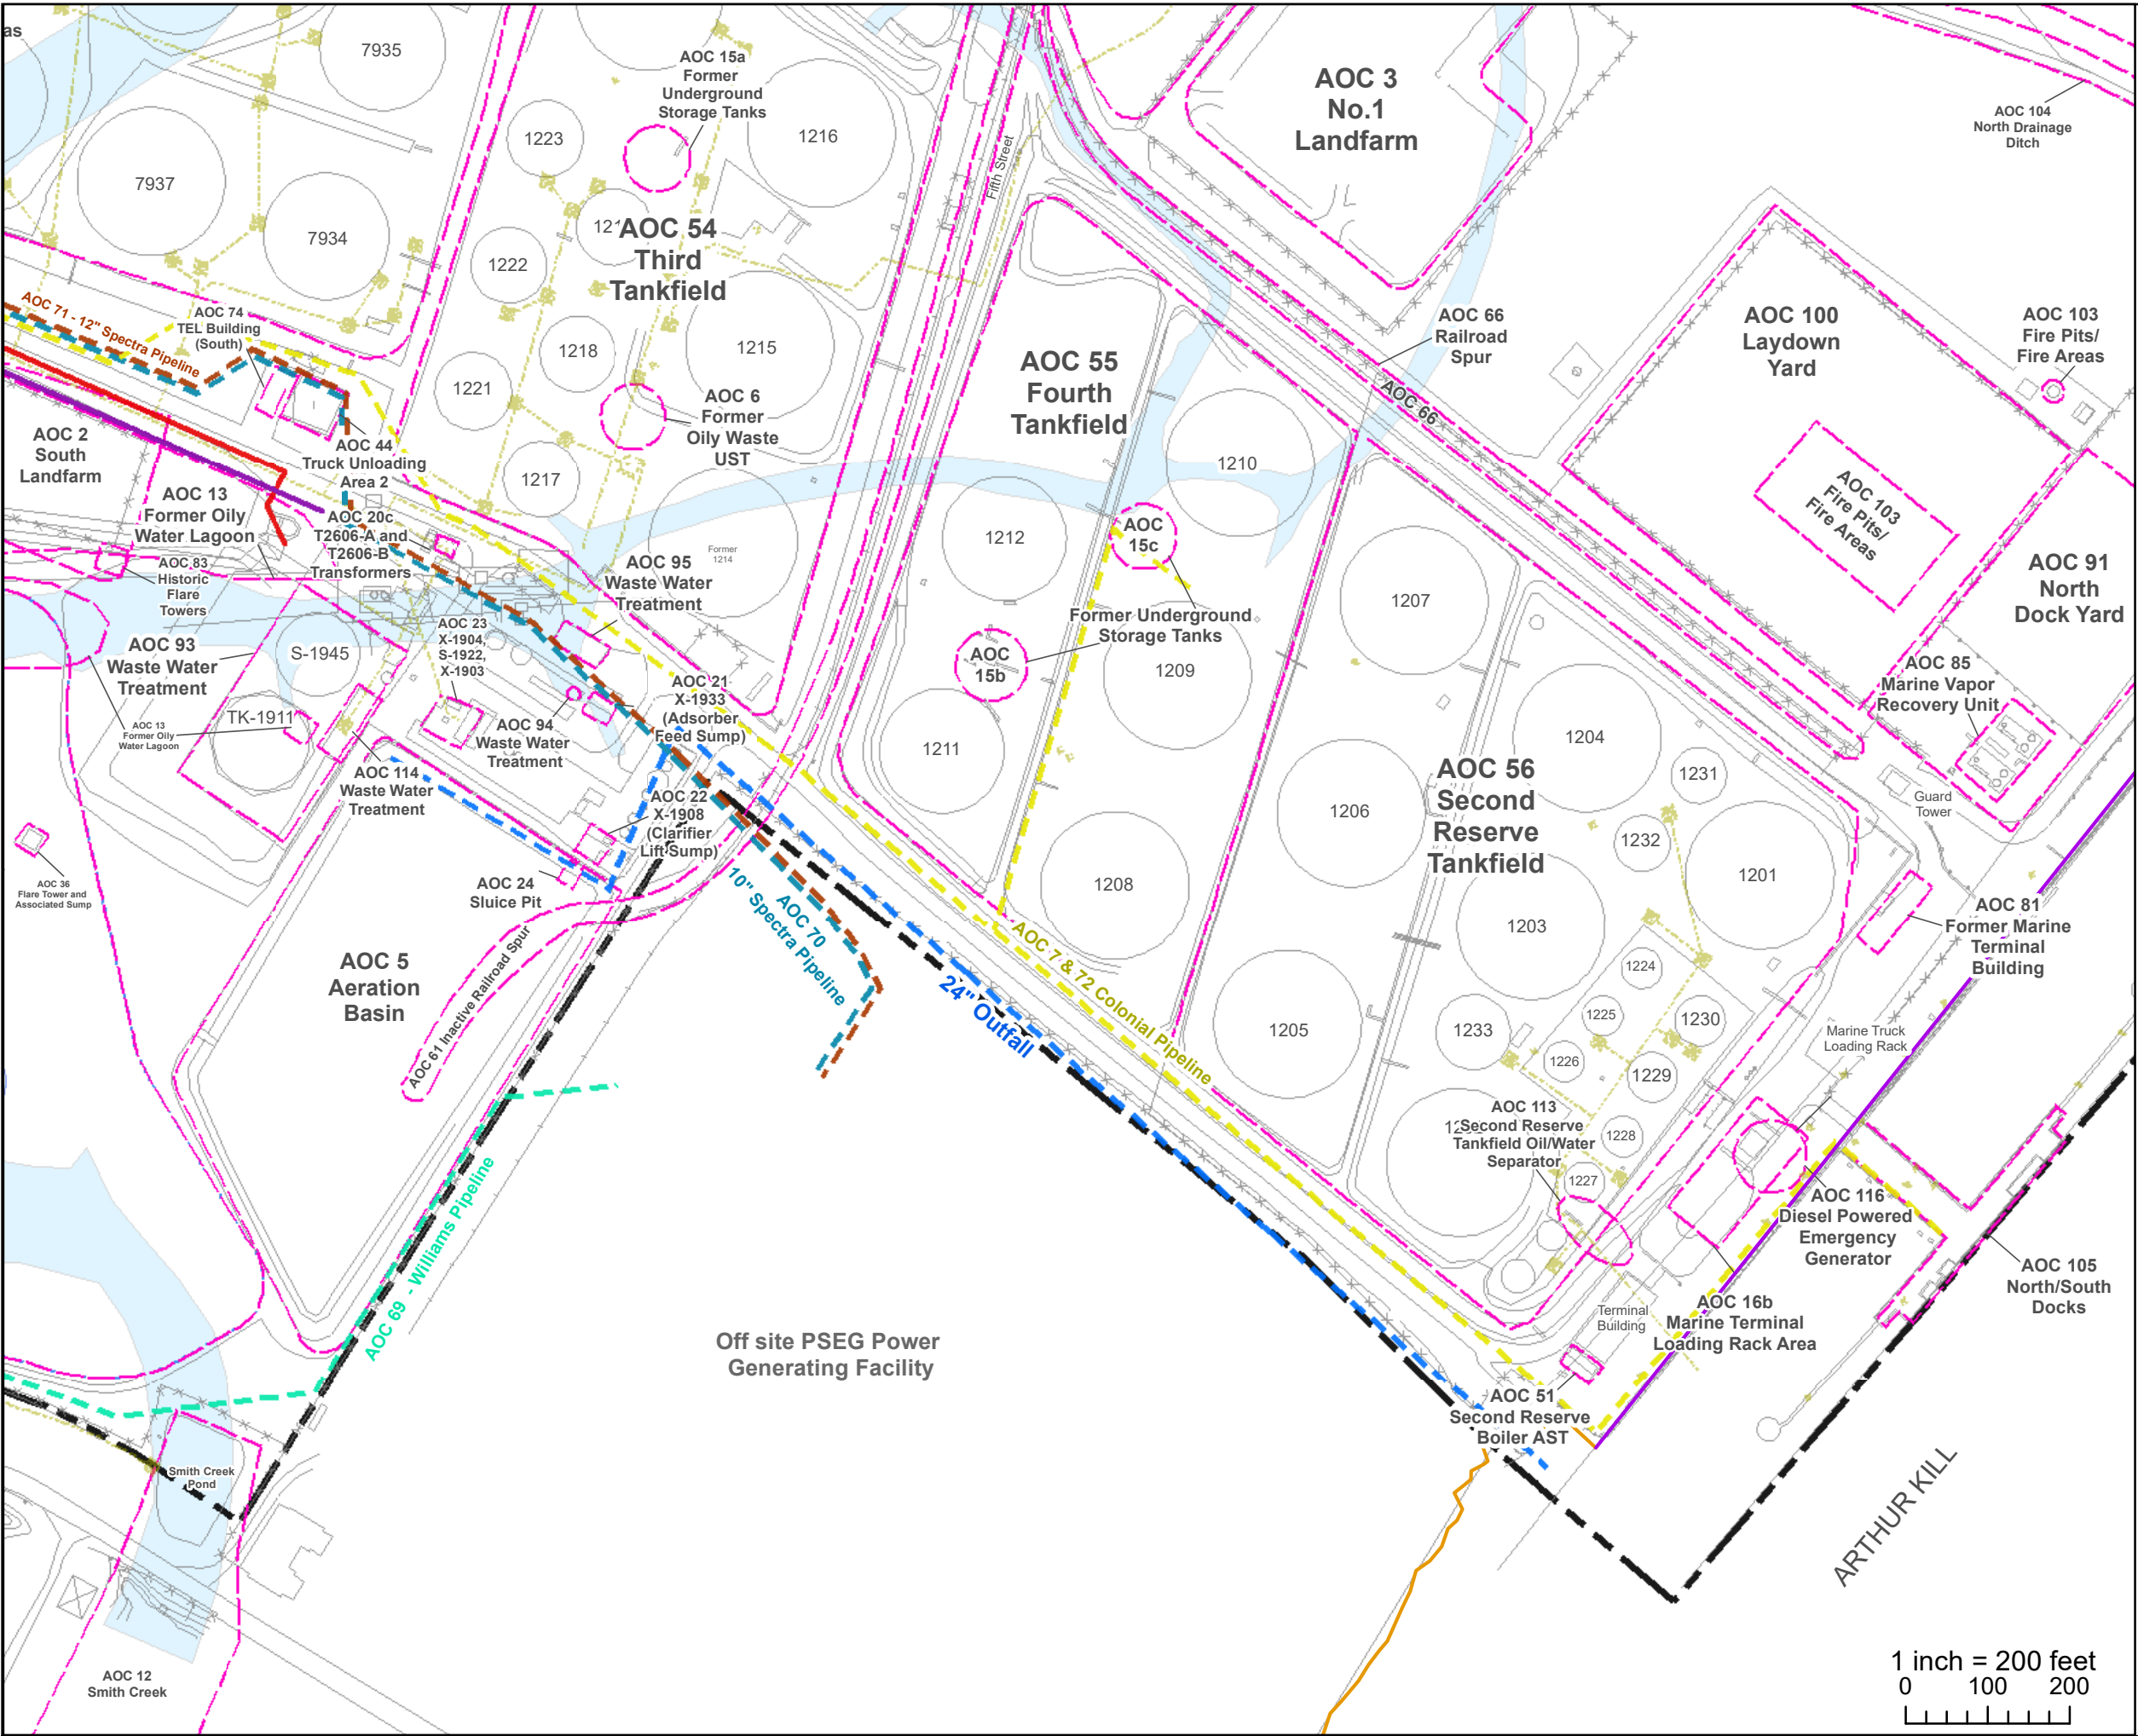 as
7935
7937
7934
1223
AOC 15a
Former
Underground
Storage Tanks
1216
AOC 54
Third
Tankfield
1222
1218
1215
1221
1217
AOC 6
Former
Oily Waste
UST
Former
1214
Fifth Street
AOC 3
No.1
Landfarm
AOC 104
North Drainage
Ditch
AOC 66
Railroad
Spur
AOC 66
AOC 100
Laydown
Yard
AOC 103
Fire Pits/
Fire Areas
AOC 103
Fire Pits/
Fire Areas
AOC 91
North
Dock Yard
AOC 85
Marine Vapor
Recovery Unit
AOC 55
Fourth
Tankfield
1210
1212
AOC
15c
Former Underground
Storage Tanks
AOC
15b
1209
1211
1208
AOC 71 - 12" Spectra Pipeline
AOC 74
TEL Building
(South)
AOC 2
South
Landfarm
AOC 44
Truck Unloading
Area 2
AOC 13
Former Oily
Water Lagoon
AOC 20c
T2606-A and
T2606-B
Transformers
AOC 83
Historic
Flare
Towers
AOC 95
Waste Water
Treatment
AOC 23
X-1904,
S-1922,
X-1903
AOC 93
Waste Water
Treatment
S-1945
TK-1911
AOC 13
Former Oily
Water Lagoon
AOC 94
Waste Water
Treatment
AOC 21
X-1933
(Adsorber
Feed Sump)
AOC 114
Waste Water
Treatment
AOC 22
X-1908
(Clarifier
Lift Sump)
AOC 24
Sluice Pit
AOC 36
Flare Tower and
Associated Sump
AOC 5
Aeration
Basin
AOC 61 Inactive Railroad Spur
AOC 70
10" Spectra Pipeline
24" Outfall
AOC 7 & 72 Colonial Pipeline
AOC 69 - Williams Pipeline
1207
1206
1205
AOC 56
Second
Reserve
Tankfield
1204
1231
1232
1201
1203
1224
1225
1230
1233
1226
1229
1228
1227
Guard
Tower
AOC 81
Former Marine
Terminal
Building
Marine Truck
Loading Rack
AOC 113
Second Reserve
Tankfield Oil/Water
Separator
AOC 116
Diesel Powered
Emergency
Generator
AOC 105
North/South
Docks
AOC 16b
Marine Terminal
Loading Rack Area
Terminal
Building
AOC 51
Second Reserve
Boiler AST
Off site PSEG Power
Generating Facility
Smith Creek
Pond
AOC 12
Smith Creek
ARTHUR KILL
1 inch = 200 feet
0 100 200